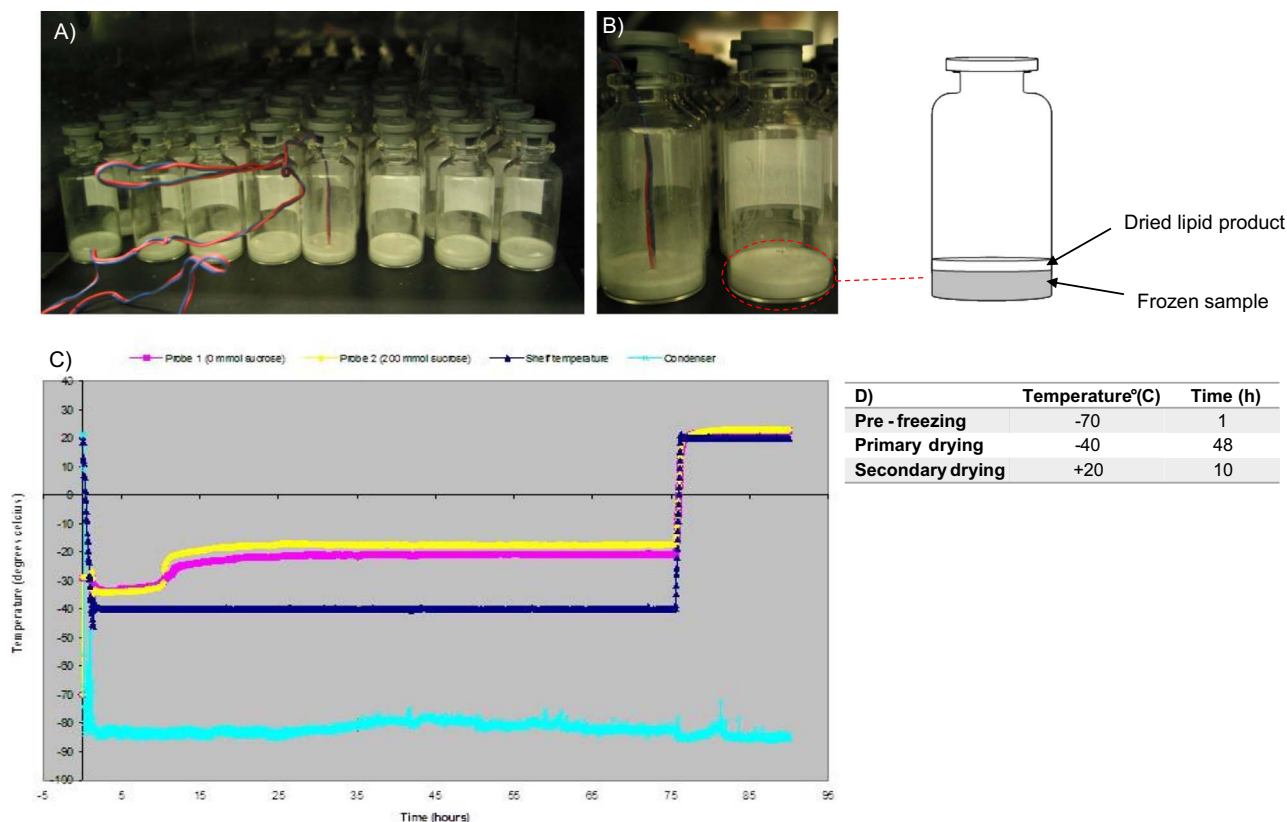 A)
B)
Dried lipid product
Frozen sample
C)
Probe 1 (0 mmol sucrose)
Probe 2 (200 mmol sucrose)
Shelf temperature
Condenser
40
30
20
10
0
-10
-20
-30
-40
-50
-60
-70
-80
-90
-100
Temperature (degrees celcius)
-5
5
15
25
35
45
55
65
75
85
95
Time (hours)
D) Temperature°(C) Time (h)
Pre - freezing -70 1
Primary drying -40 48
Secondary drying +20 10